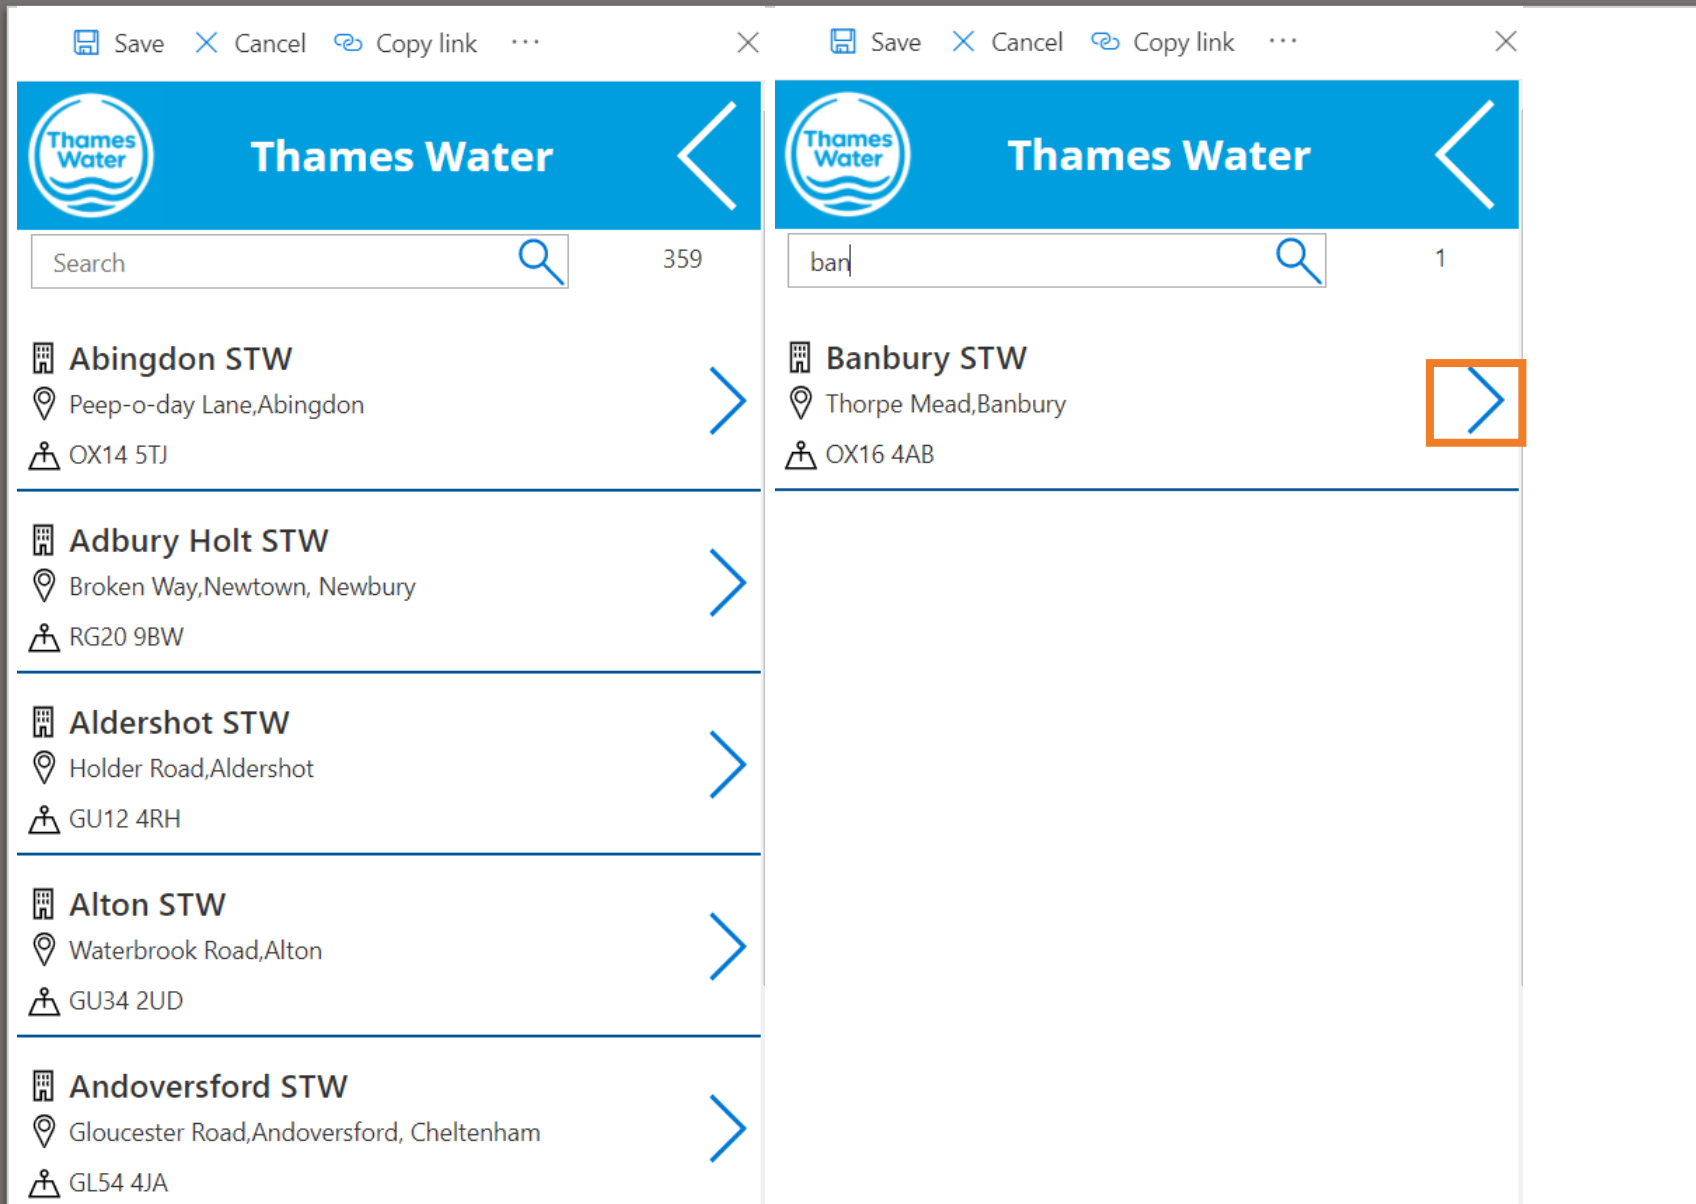 Save Cancel Copy link ...
Thames
Water
Thames Water
Search
359
Abingdon STW
Peep-o-day Lane,Abingdon
OX14 5TJ
Adbury Holt STW
Broken Way,Newtown, Newbury
RG20 9BW
Aldershot STW
Holder Road,Aldershot
GU12 4RH
Alton STW
Waterbrook Road,Alton
GU34 2UD
Andoversford STW
Gloucester Road,Andoversford, Cheltenham
GL54 4JA
Save Cancel Copy link ...
Thames
Water
Thames Water
ban
1
Banbury STW
Thorpe Mead,Banbury
OX16 4AB